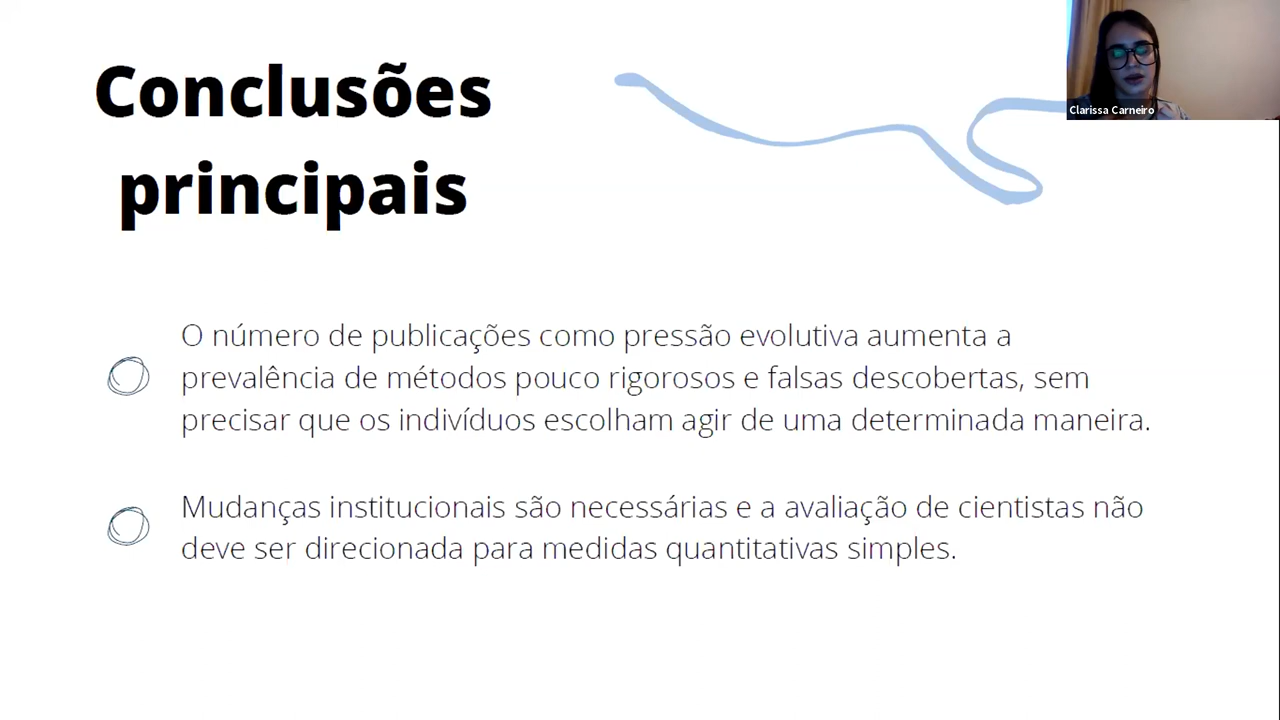 Conclusões
principais
Clarissa Carneiro
O número de publicações como pressão evolutiva aumenta a
prevalência de métodos pouco rigorosos e falsas descobertas, sem
precisar que os indivíduos escolham agir de uma determinada maneira.
Mudanças institucionais são necessárias e a avaliação de cientistas não
deve ser direcionada para medidas quantitativas simples.